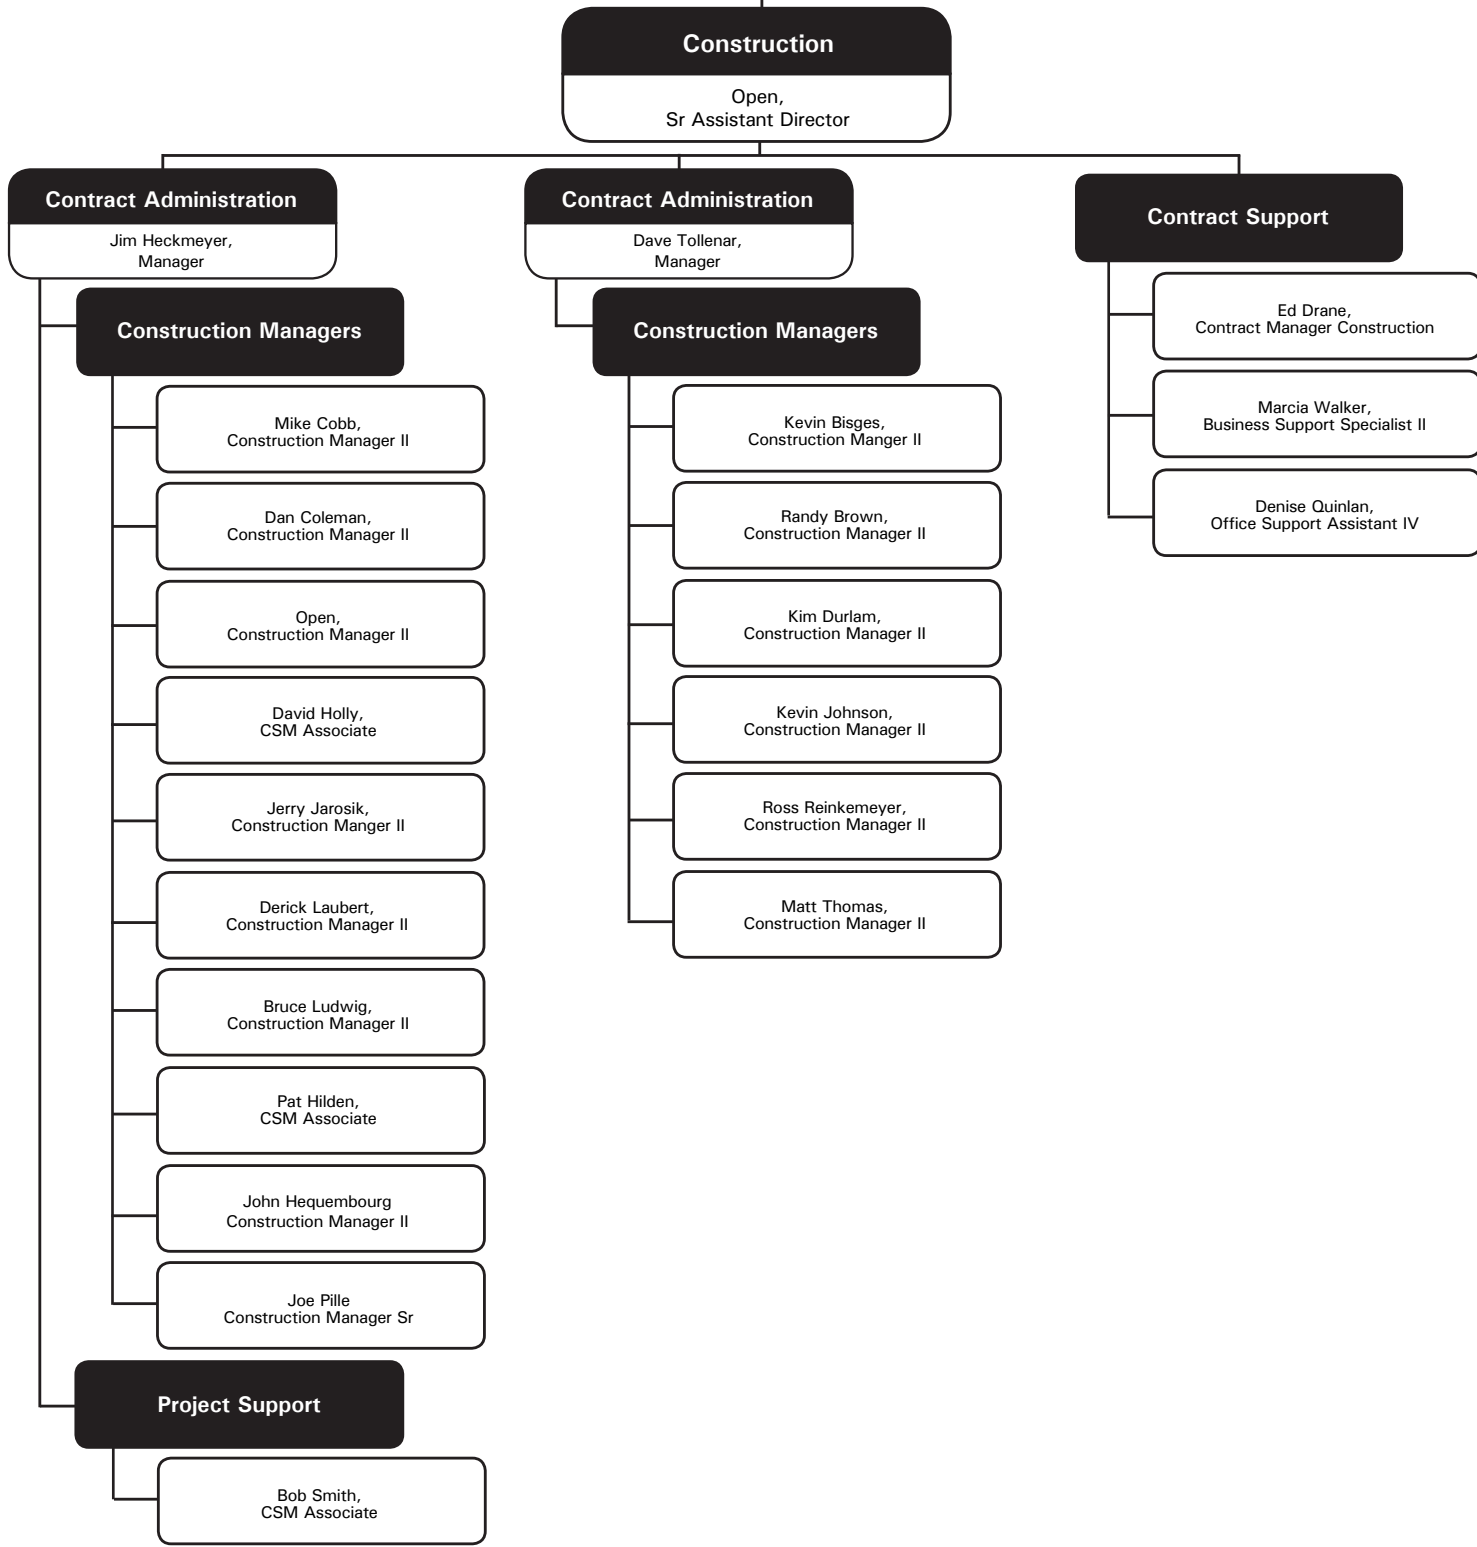 Construction
Open,
Sr Assistant Director
Contract Administration
Jim Heckmeyer,
Manager
Construction Managers
Mike Cobb,
Construction Manager II
Dan Coleman,
Construction Manager II
Open,
Construction Manager II
David Holly,
CSM Associate
Jerry Jarosik,
Construction Manger II
Derick Laubert,
Construction Manager II
Bruce Ludwig,
Construction Manager II
Pat Hilden,
CSM Associate
John Hequembourg
Construction Manager II
Joe Pille
Construction Manager Sr
Project Support
Bob Smith,
CSM Associate
Contract Administration
Dave Tollenar,
Manager
Construction Managers
Kevin Bisges,
Construction Manger II
Randy Brown,
Construction Manager II
Kim Durlam,
Construction Manager II
Kevin Johnson,
Construction Manager II
Ross Reinkemeyer,
Construction Manager II
Matt Thomas,
Construction Manager II
Contract Support
Ed Drane,
Contract Manager Construction
Marcia Walker,
Business Support Specialist II
Denise Quinlan,
Office Support Assistant IV